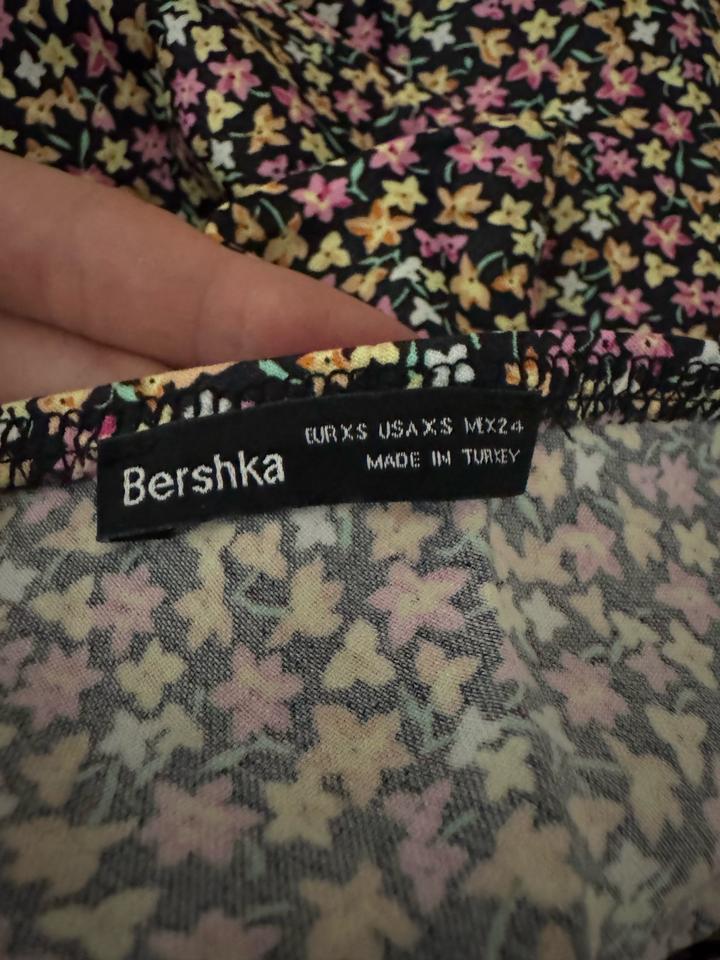 Bershka
EUR XS USA XS MEX 24
MADE IN TURKEY